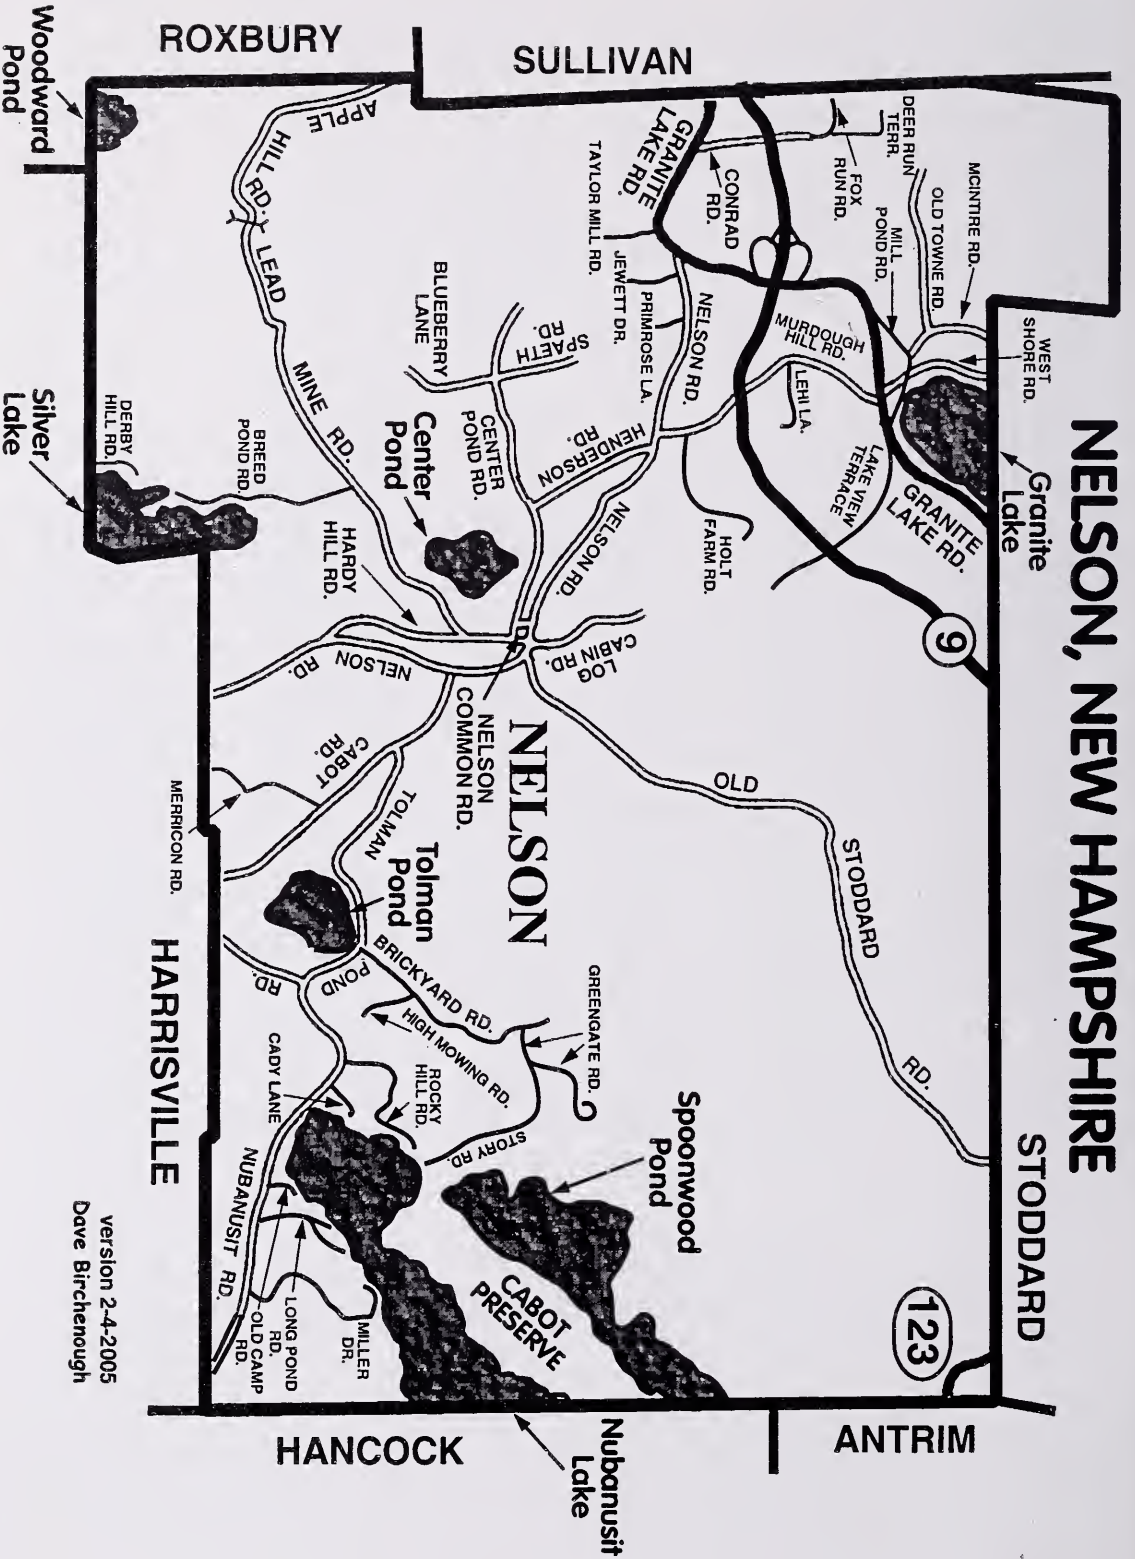 NELSON, NEW HAMPSHIRE
STODDARD
ROXBURY
SULLIVAN
ANTRIM
HANCOCK
HARRISVILLE
Woodward
Pond
Silver
Lake
Granite
Lake
Center
Pond
Tolman
Pond
Spoonwood
Pond
Nubanusit
Lake
CABOT
PRESERVE
NELSON
9
123
WEST
SHORE RD.
MCINTIRE RD.
OLD TOWNE RD.
MILL
POND RD.
DEER RUN
TERR.
FOX
RUN RD.
CONRAD
RD.
GRANITE
LAKE RD.
TAYLOR MILL RD.
JEWETT DR.
PRIMROSE LA.
NELSON RD.
MURDOUGH
HILL RD.
LEHI LA.
LAKE VIEW
TERRACE
GRANITE
LAKE RD.
HOLT
FARM RD.
HENDERSON
RD.
NELSON RD.
SPAETH
RD.
BLUEBERRY
LANE
CENTER
POND RD.
APPLE
HILL RD.
LEAD
MINE RD.
DERBY
HILL RD.
BREED
POND RD.
HARDY
HILL RD.
LOG
CABIN RD.
NELSON RD.
NELSON
COMMON RD.
OLD
STODDARD
RD.
CABOT
RD.
MERRICON RD.
TOLMAN
POND
RD.
BRICKYARD RD.
HIGH MOWING RD.
GREENGATE RD.
STORY RD.
ROCKY
HILL RD.
CADY LANE
NUBANUSIT RD.
MILLER
DR.
LONG POND
RD.
OLD CAMP
RD.
version 2-4-2005
Dave Birchenough